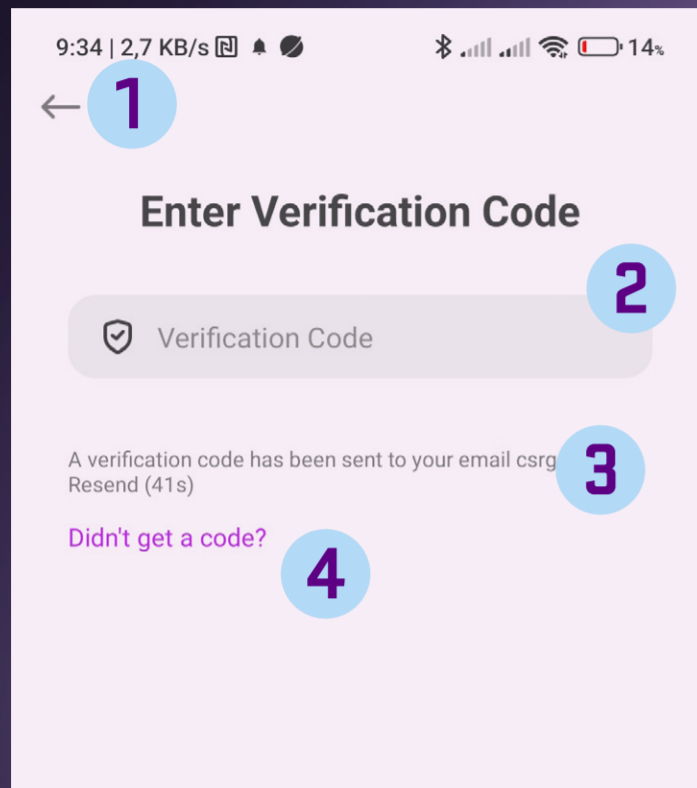 9:34 | 2,7 KB/s 14%
1
Enter Verification Code
2
Verification Code
A verification code has been sent to your email csrg
3
Resend (41s)
Didn't get a code?
4